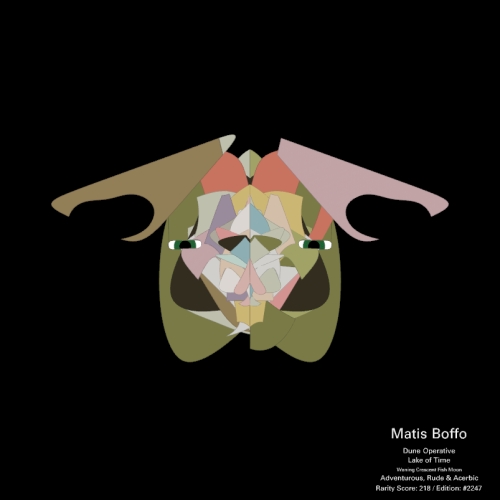 Matis Boffo
Dune Operative
Lake of Time
Waning Crescent Fish Moon
Adventurous, Rude & Acerbic
Rarity Score: 218 / Edition: #2247